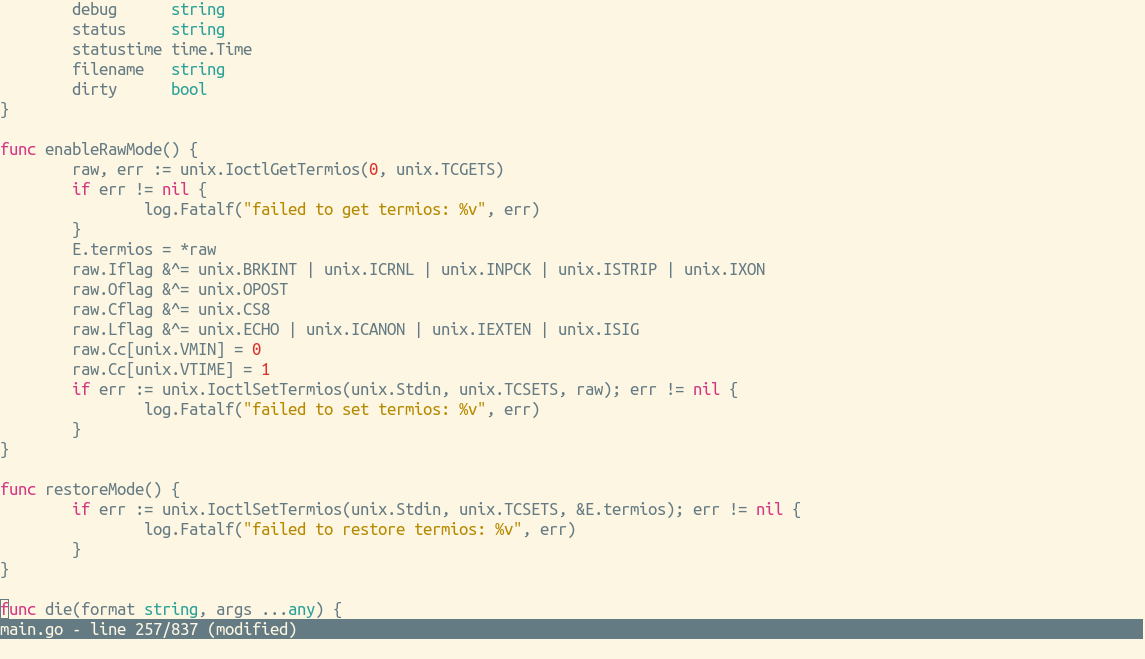 debug      string
        status     string
        statustime time.Time
        filename   string
        dirty      bool
}

func enableRawMode() {
        raw, err := unix.IoctlGetTermios(0, unix.TCGETS)
        if err != nil {
                log.Fatalf("failed to get termios: %v", err)
        }
        E.termios = *raw
        raw.Iflag &^= unix.BRKINT | unix.ICRNL | unix.INPCK | unix.ISTRIP | unix.IXON
        raw.Oflag &^= unix.OPOST
        raw.Cflag &^= unix.CS8
        raw.Lflag &^= unix.ECHO | unix.ICANON | unix.IEXTEN | unix.ISIG
        raw.Cc[unix.VMIN] = 0
        raw.Cc[unix.VTIME] = 1
        if err := unix.IoctlSetTermios(unix.Stdin, unix.TCSETS, raw); err != nil {
                log.Fatalf("failed to set termios: %v", err)
        }
}

func restoreMode() {
        if err := unix.IoctlSetTermios(unix.Stdin, unix.TCSETS, &E.termios); err != nil {
                log.Fatalf("failed to restore termios: %v", err)
        }
}

func die(format string, args ...any) {
main.go - line 257/837 (modified)